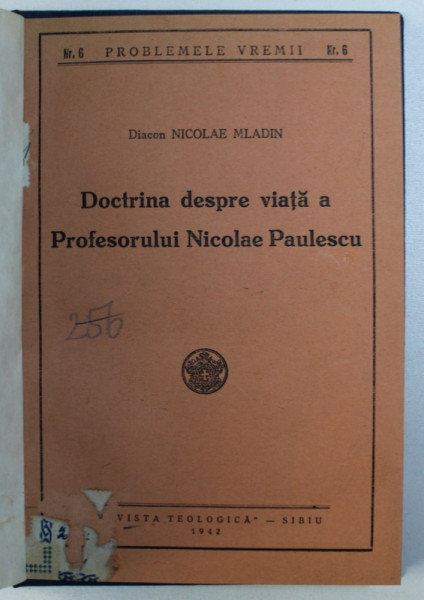 Nr. 6 PROBLEMELE VREMII Nr. 6
Diacon NICOLAE MLADIN
Doctrina despre viață a
Profesorului Nicolae Paulescu
256
VISTA TEOLOGICĂ" — SIBIU
1942